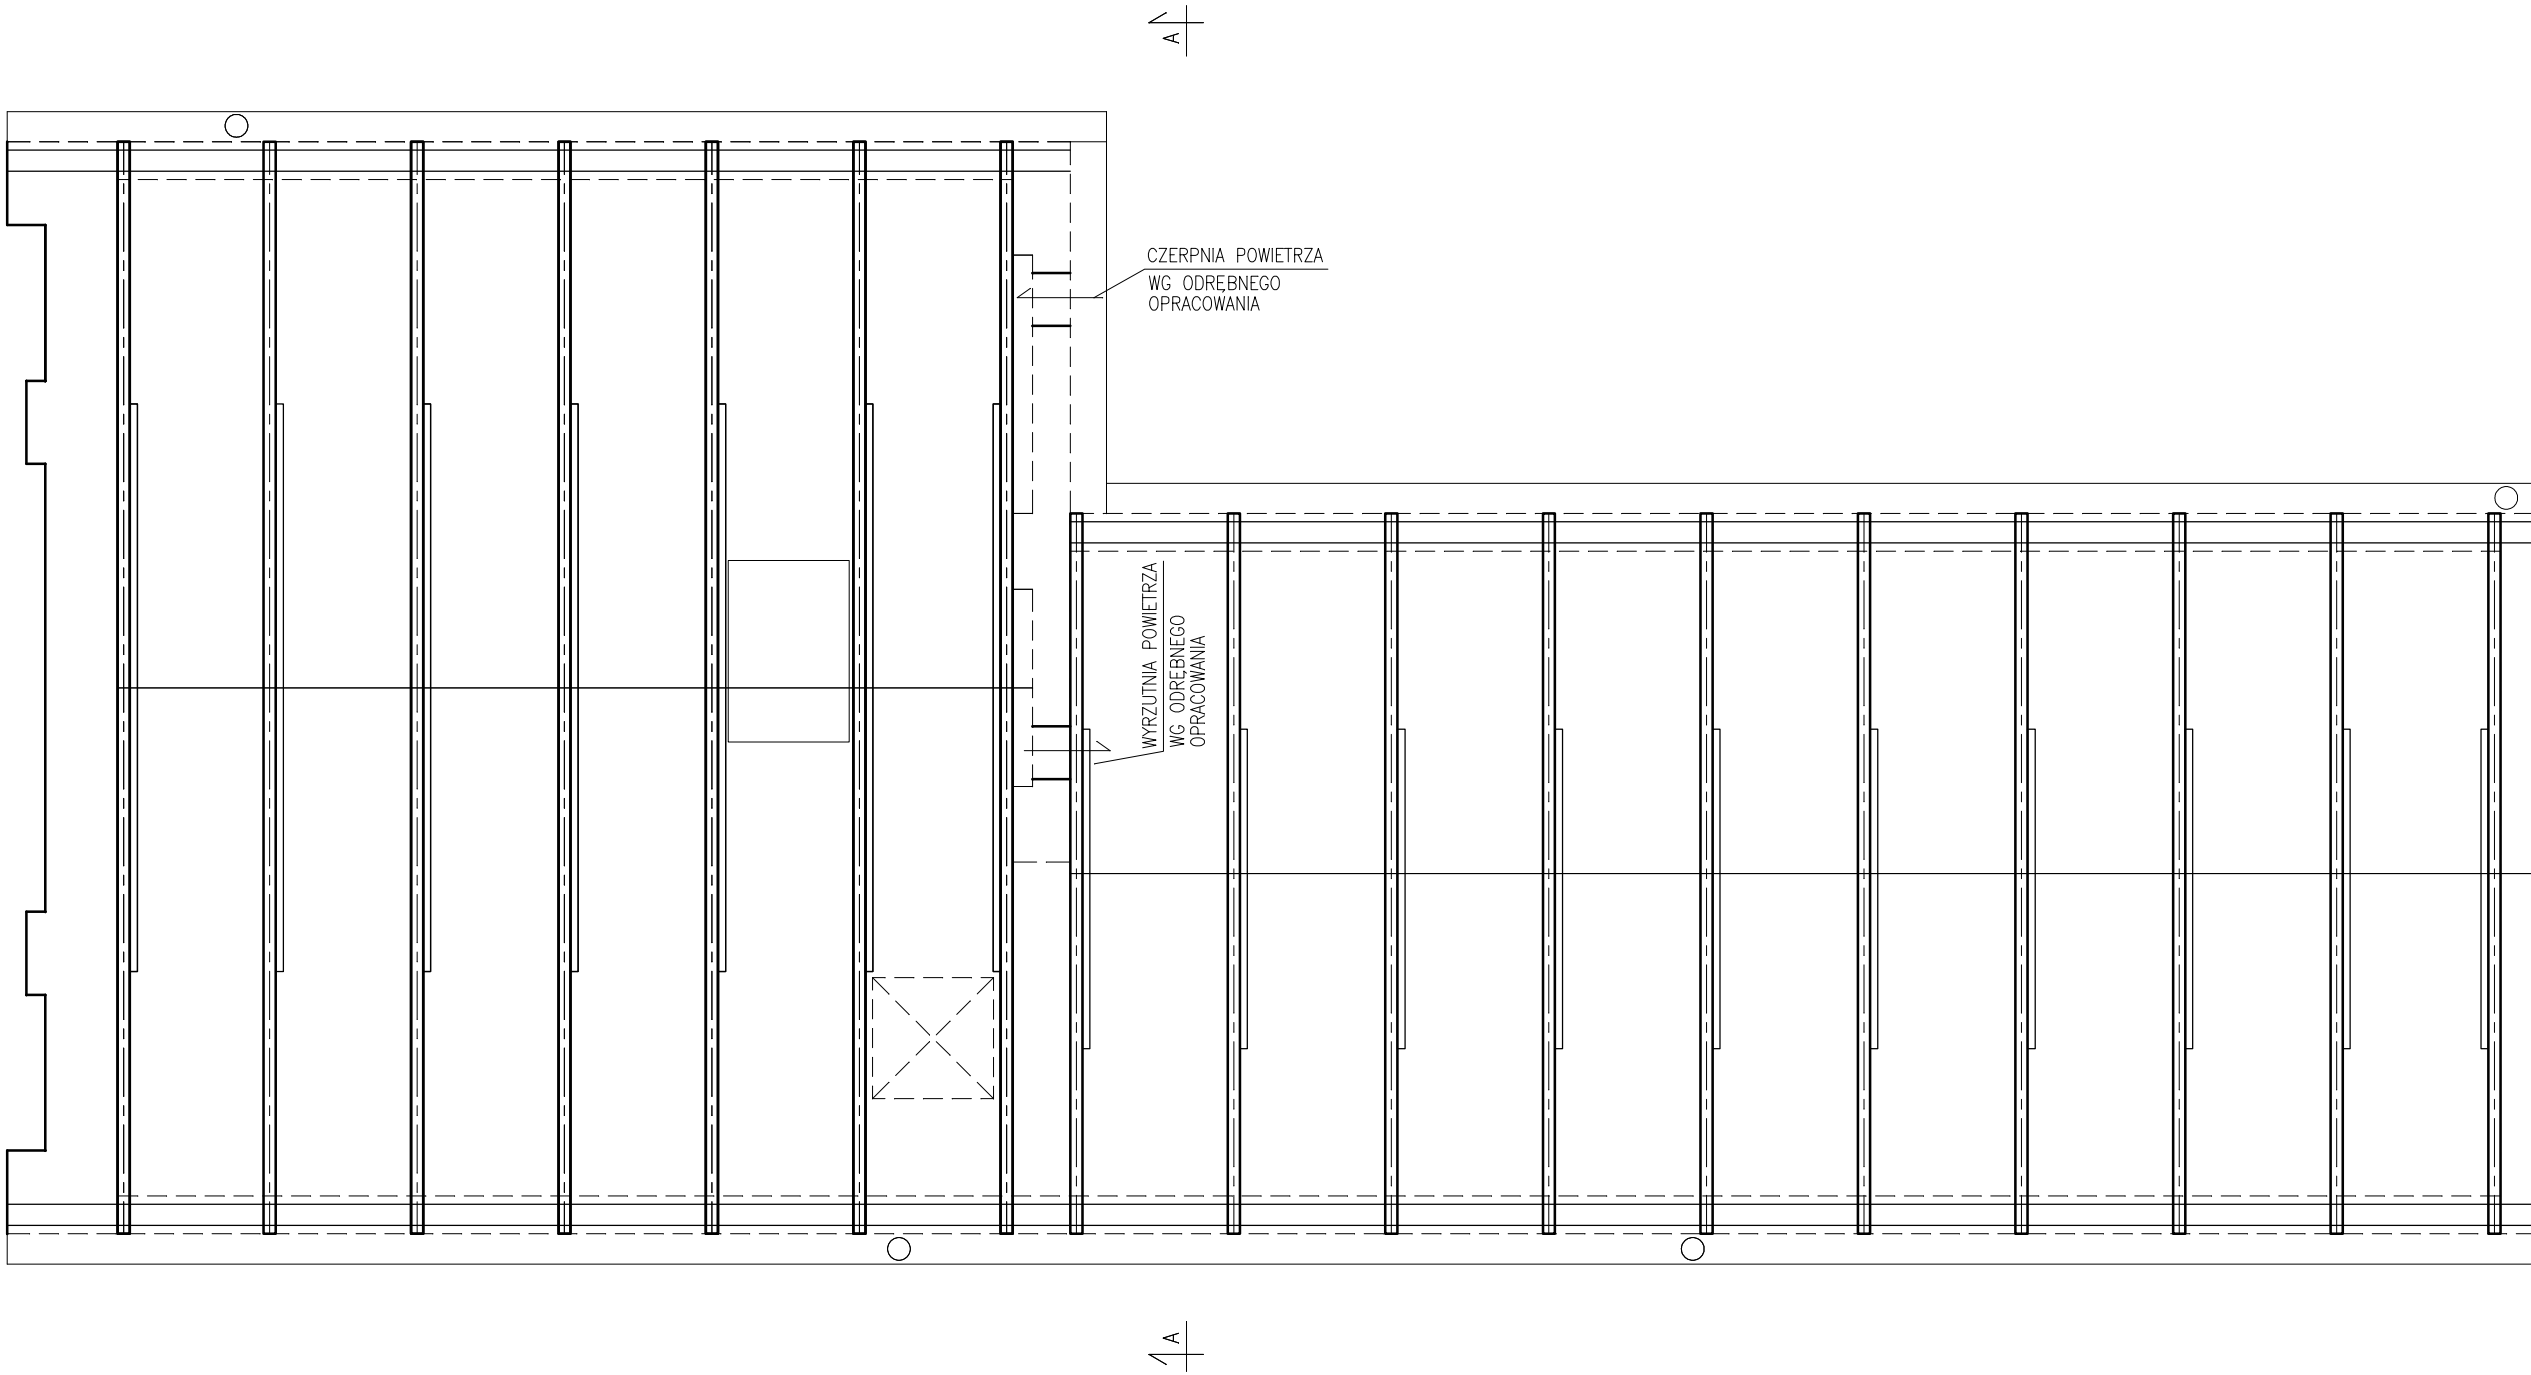 A
CZERPNIA POWIETRZA
WG ODRĘBNEGO
OPRACOWANIA
WYRZUTNIA POWIETRZA
WG ODRĘBNEGO
OPRACOWANIA
A